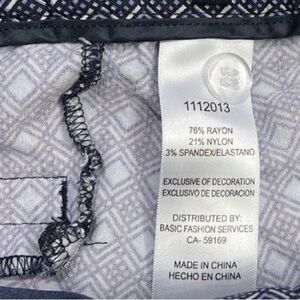 1112013
76% RAYON
21% NYLON
3% SPANDEX/ELASTANO
EXCLUSIVE OF DECORATION
EXCLUSIVO DE DECORACION
DISTRIBUTED BY:
BASIC FASHION SERVICES
CA- 59169
MADE IN CHINA
HECHO EN CHINA